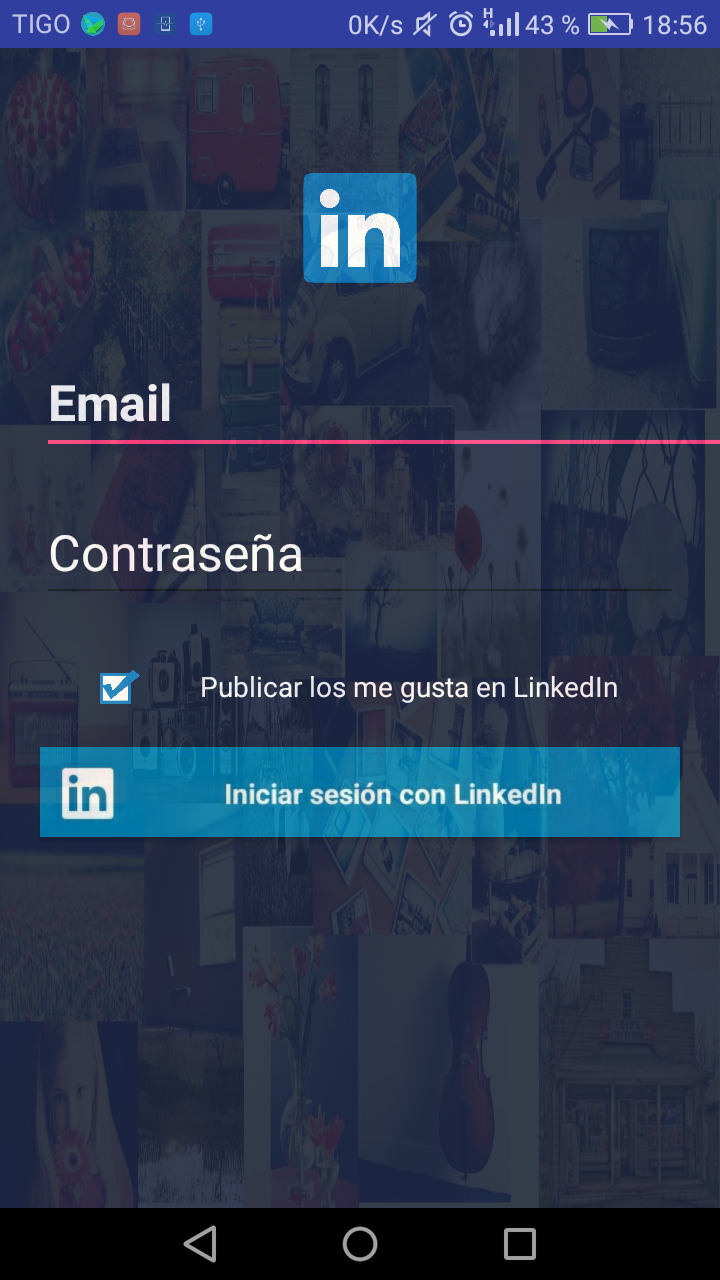 TIGO 0K/s H 43 % 18:56
in
Email
Contraseña
Publicar los me gusta en LinkedIn
in Iniciar sesión con LinkedIn